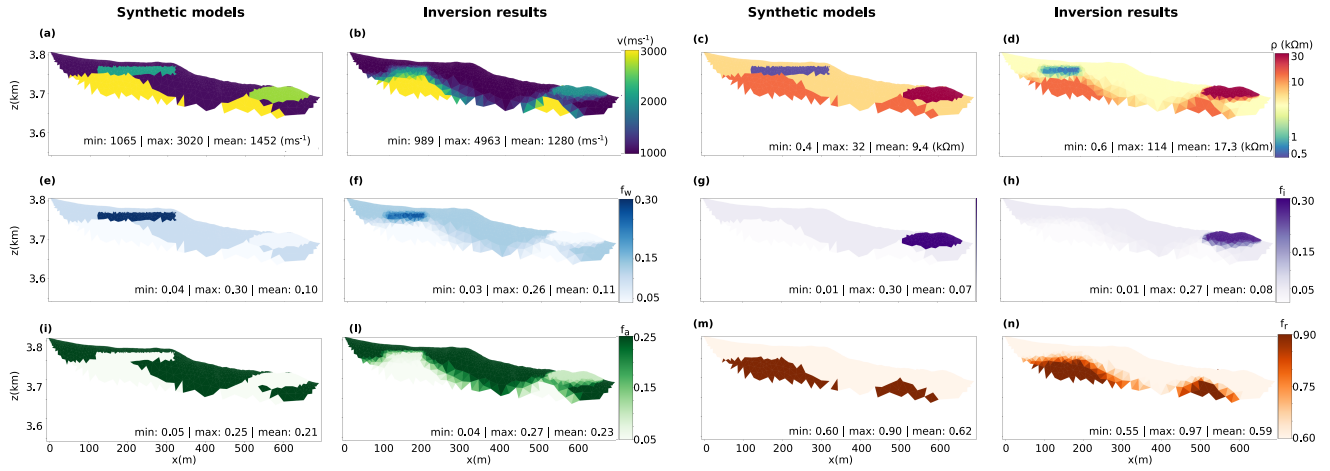 Synthetic models Inversion results Synthetic models Inversion results
(a) (b) v(ms⁻¹) (c) (d) ρ (kΩm)
3.8 3000 30
z(km) 3.7 2000 10
3.6 1000 1
0.5
min: 1065 | max: 3020 | mean: 1452 (ms⁻¹) min: 989 | max: 4963 | mean: 1280 (ms⁻¹) min: 0.4 | max: 32 | mean: 9.4 (kΩm) min: 0.6 | max: 114 | mean: 17.3 (kΩm)
(e) (f) f_w (g) (h) f_i
3.8 0.30 0.30
z(km) 3.7 0.15 0.15
3.6 0.05 0.05
min: 0.04 | max: 0.30 | mean: 0.10 min: 0.03 | max: 0.26 | mean: 0.11 min: 0.01 | max: 0.30 | mean: 0.07 min: 0.01 | max: 0.27 | mean: 0.08
(i) (l) f_a (m) (n) f_r
3.8 0.25 0.90
z(km) 3.7 0.15 0.75
3.6 0.05 0.60
min: 0.05 | max: 0.25 | mean: 0.21 min: 0.04 | max: 0.27 | mean: 0.23 min: 0.60 | max: 0.90 | mean: 0.62 min: 0.55 | max: 0.97 | mean: 0.59
0 100 200 300 400 500 600 0 100 200 300 400 500 600 0 100 200 300 400 500 600 0 100 200 300 400 500 600
x(m) x(m) x(m) x(m)